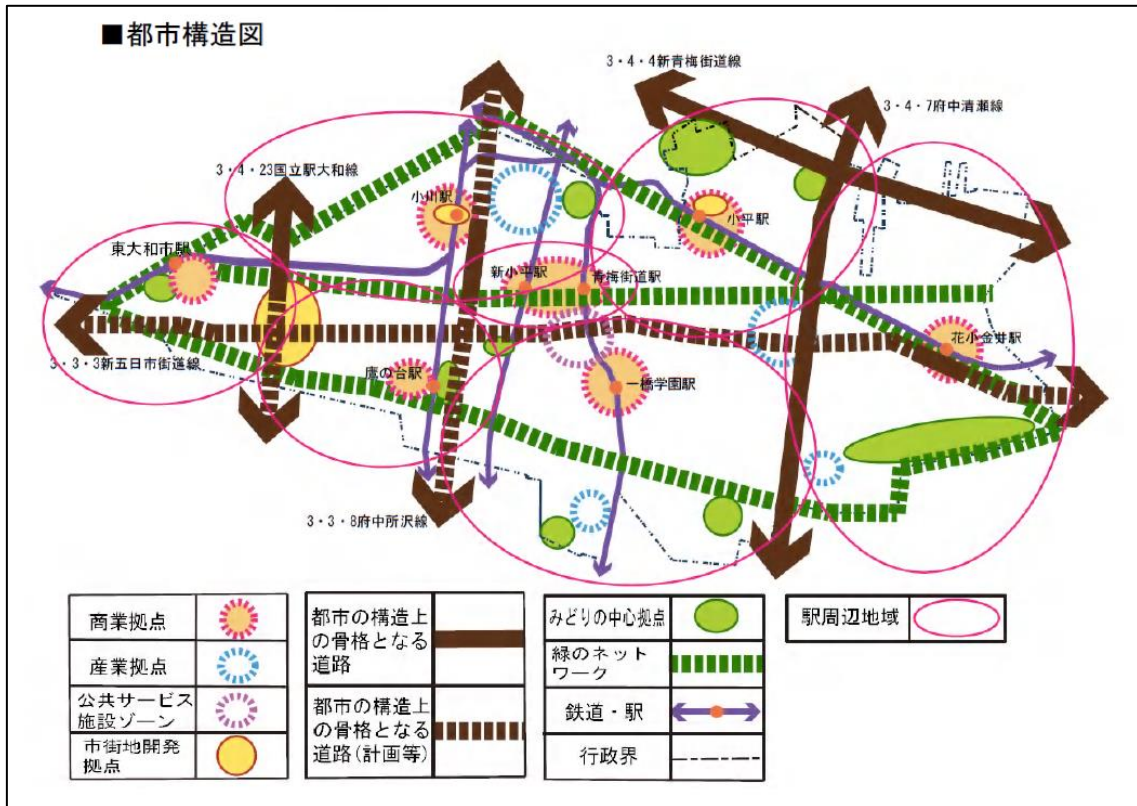 ■都市構造図
3・4・4新青梅街道線
3・4・7府中清瀬線
3・4・23国立駅大和線
小川駅
小平駅
東大和市駅
新小平駅
青梅街道駅
花小金井駅
3・3・3新五日市街道線
鷹の台駅
一橋学園駅
3・3・8府中所沢線
商業拠点
産業拠点
公共サービス
施設ゾーン
市街地開発
拠点
都市の構造上
の骨格となる
道路
都市の構造上
の骨格となる
道路(計画等)
みどりの中心拠点
緑のネット
ワーク
鉄道・駅
行政界
駅周辺地域